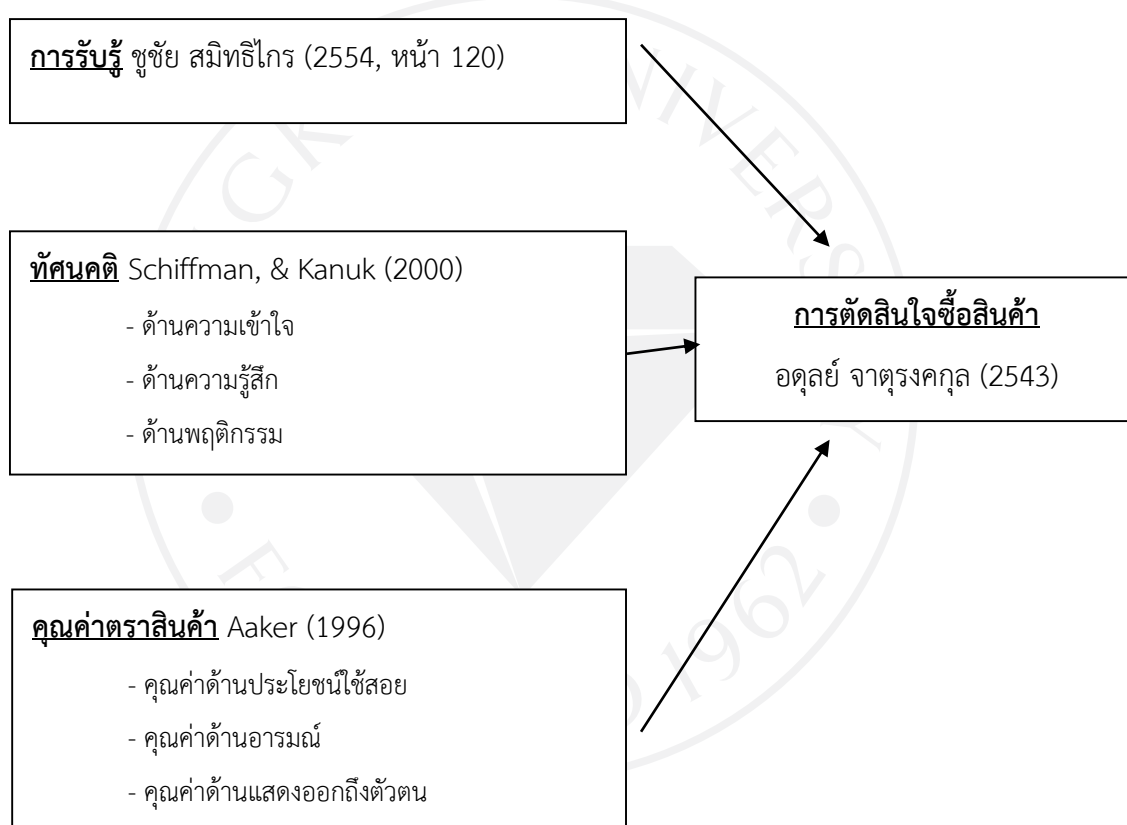 การรับรู้ ชูชัย สมิทธิไกร (2554, หน้า 120)
ทัศนคติ Schiffman, & Kanuk (2000)
- ด้านความเข้าใจ
- ด้านความรู้สึก
- ด้านพฤติกรรม
การตัดสินใจซื้อสินค้า
อดุลย์ จาตุรงคกุล (2543)
คุณค่าตราสินค้า Aaker (1996)
- คุณค่าด้านประโยชน์ใช้สอย
- คุณค่าด้านอารมณ์
- คุณค่าด้านแสดงออกถึงตัวตน
1962